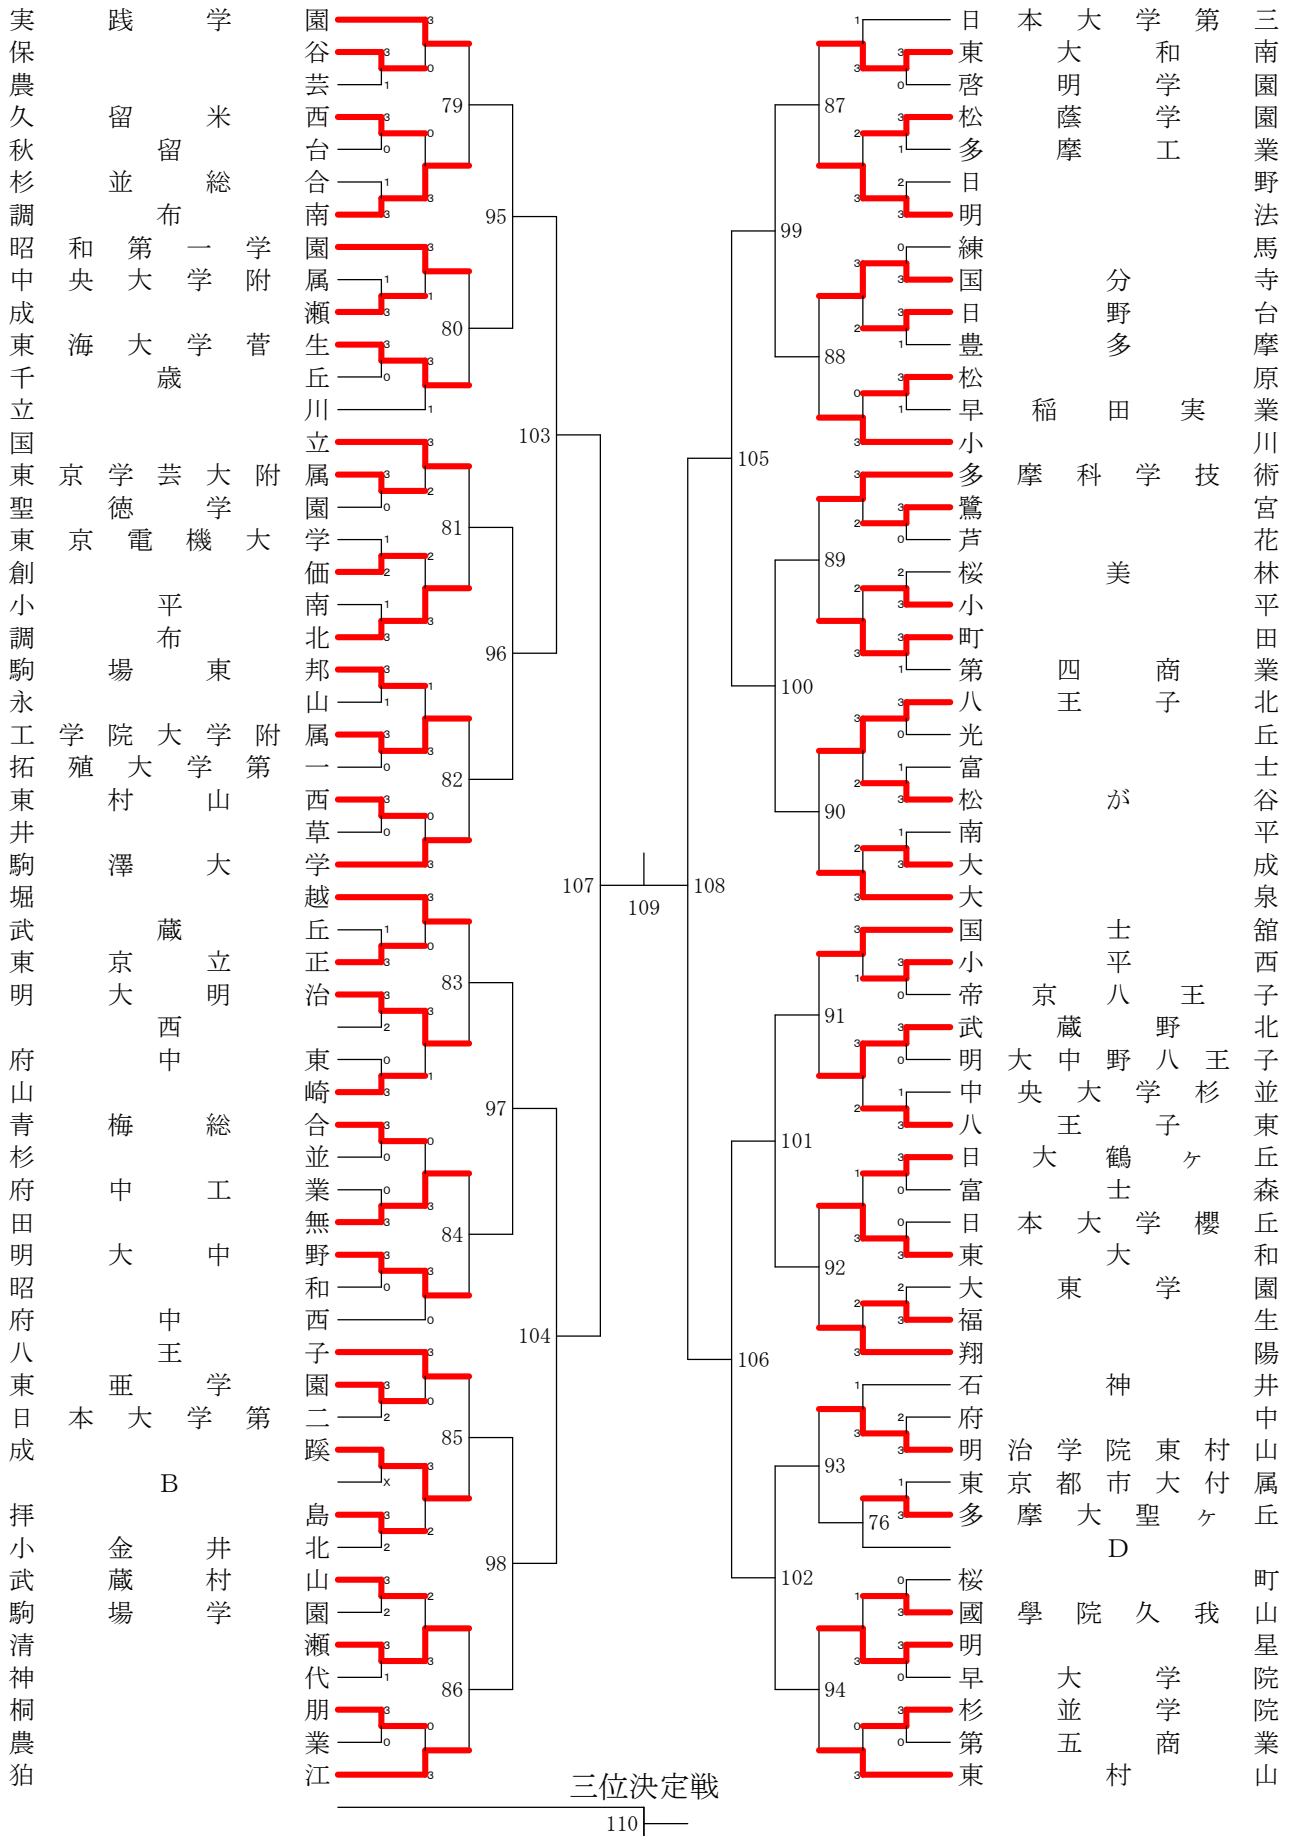 実践学園
保谷
農芸
久留米西
秋留台
杉並総合
調布南
昭和第一学園
中央大学附属
成瀬
東海大学菅生
千歳丘
立川
国立
東京学芸大附属
聖徳学園
東京電機大学
創価
小平南
調布北
駒場東邦
永山
工学院大学附属
拓殖大学第一
東村山西
井草
駒澤大学
堀越
武蔵丘
東京立正
明大明治
西
府中東
山崎
青梅総合
杉並
府中工業
田無
明大中野
昭和
府中西
八王子
東亜学園
日本大学第二
成蹊
B
拝島
小金井北
武蔵村山
駒場学園
清瀬
神代
桐朋
農業
狛江
79
80
81
82
83
84
85
86
95
96
97
98
103
104
107
109
108
105
106
99
100
101
102
87
88
89
90
91
92
93
76
94
日本大学第三
東大和南
啓明学園
松蔭学園
多摩工業
日野
明法
練馬
国分寺
日野台
豊多摩
松原
早稲田実業
小川
多摩科学技術
鷺宮
芦花
桜美林
小平
町田
第四商業
八王子北
光丘
富士
松が谷
南平
大成
大泉
国士舘
小平西
帝京八王子
武蔵野北
明大中野八王子
中央大学杉並
八王子東
日大鶴ヶ丘
富士森
日本大学櫻丘
東大和
大東学園
福生
翔陽
石神井
府中
明治学院東村山
東京都市大付属
多摩大聖ヶ丘
D
桜町
國學院久我山
明星
早大学院
杉並学院
第五商業
東村山
三位決定戦
110